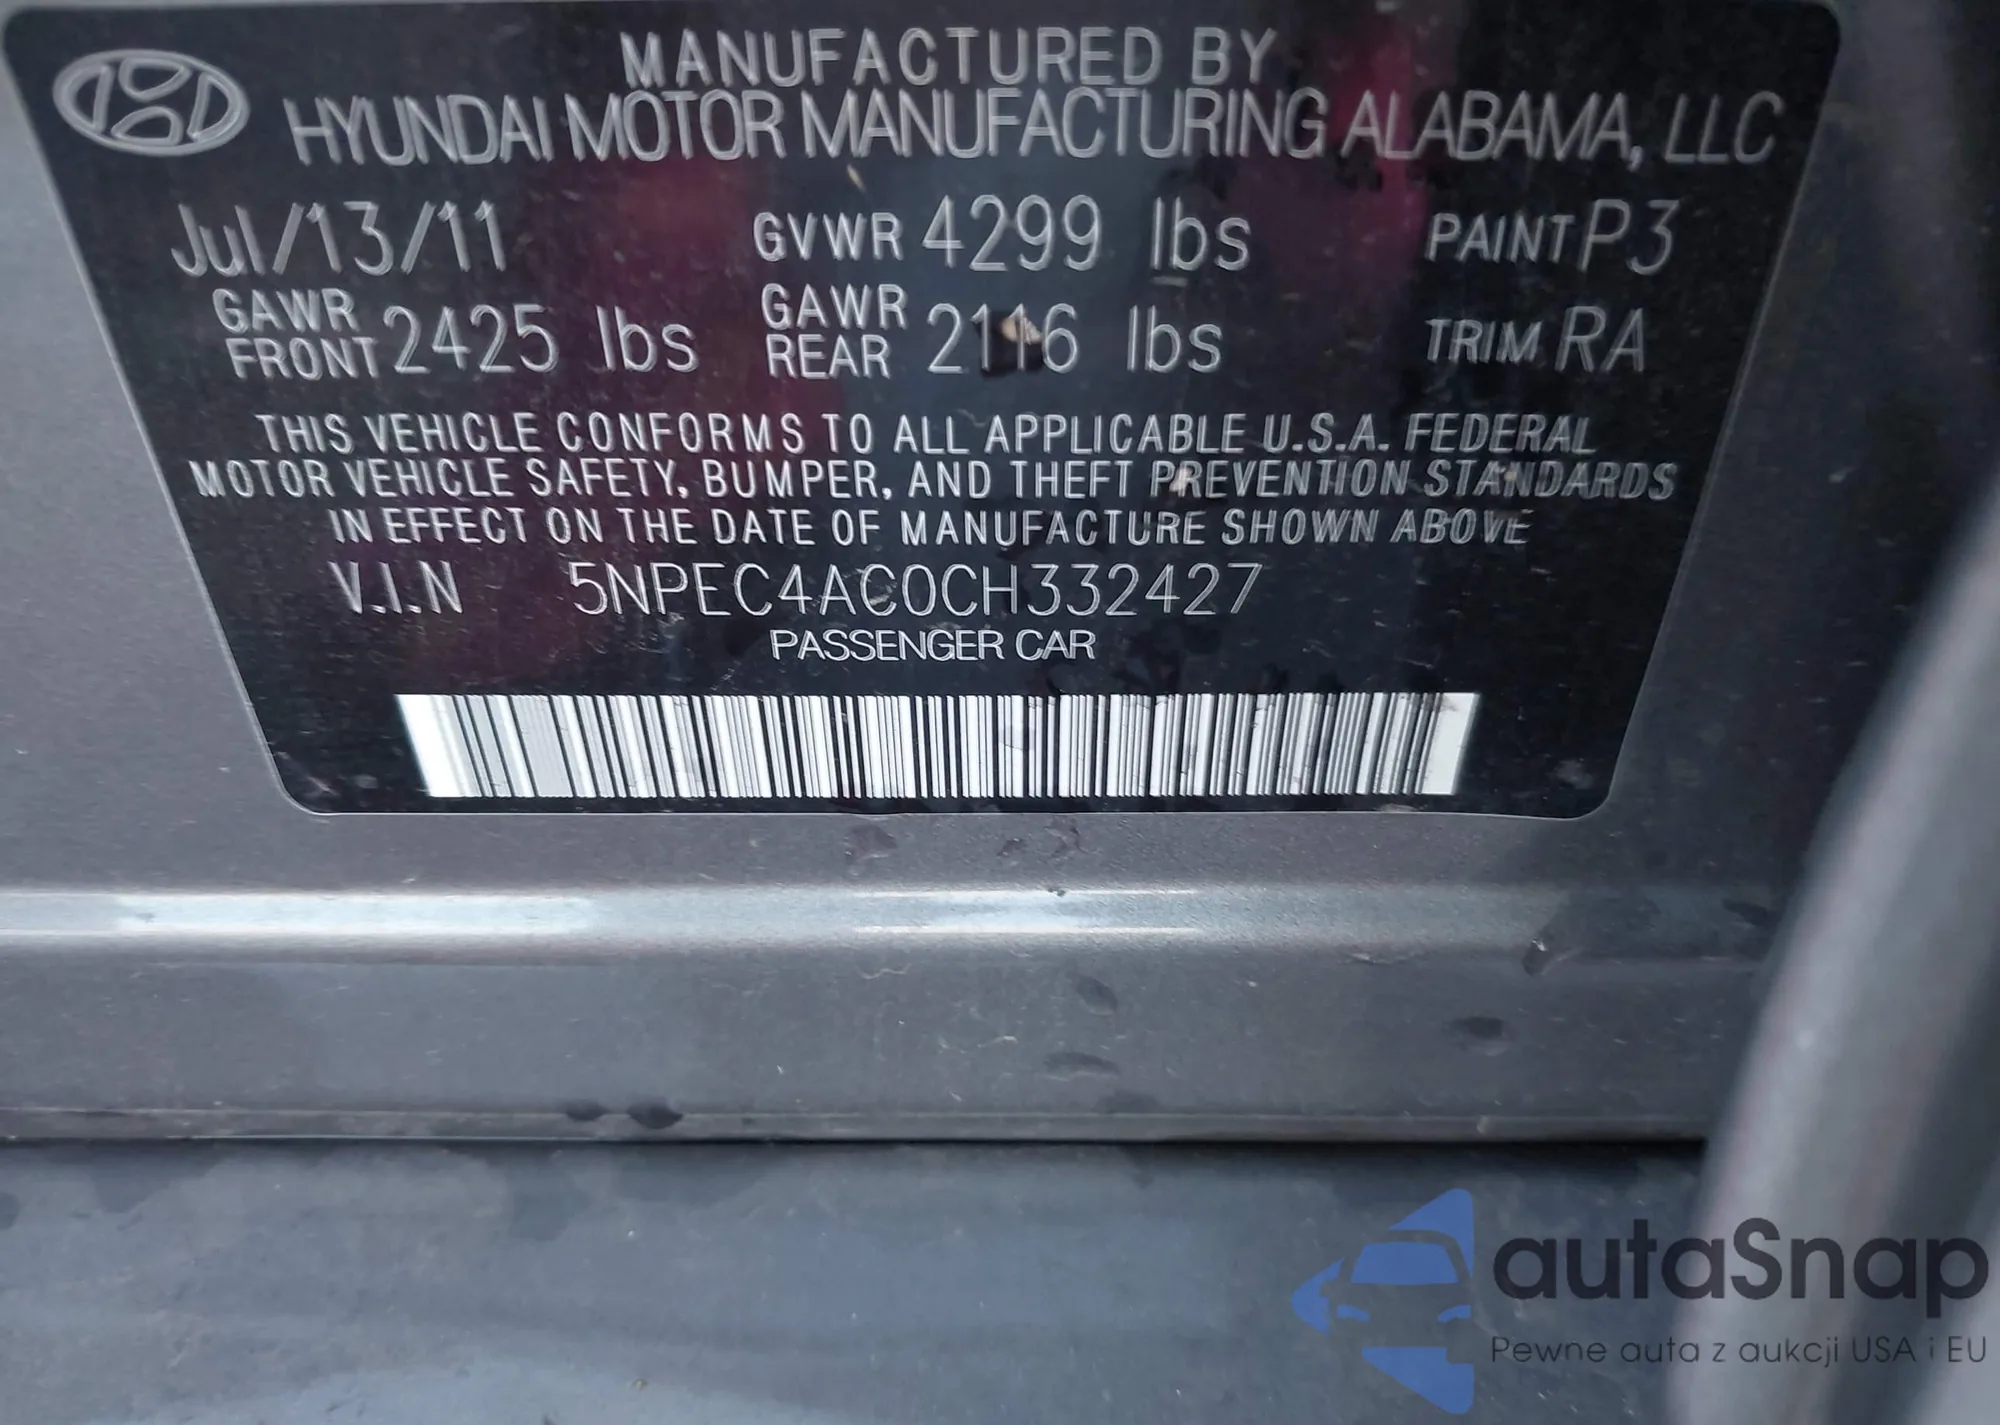 MANUFACTURED BY
HYUNDAI MOTOR MANUFACTURING ALABAMA, LLC
Jul/13/11 GVWR 4299 lbs PAINT P3
GAWR FRONT 2425 lbs GAWR REAR 2116 lbs TRIM RA
THIS VEHICLE CONFORMS TO ALL APPLICABLE U.S.A. FEDERAL
MOTOR VEHICLE SAFETY, BUMPER, AND THEFT PREVENTION STANDARDS
IN EFFECT ON THE DATE OF MANUFACTURE SHOWN ABOVE
V.I.N 5NPEC4AC0CH332427
PASSENGER CAR
autaSnap
Pewne auta z aukcji USA i EU